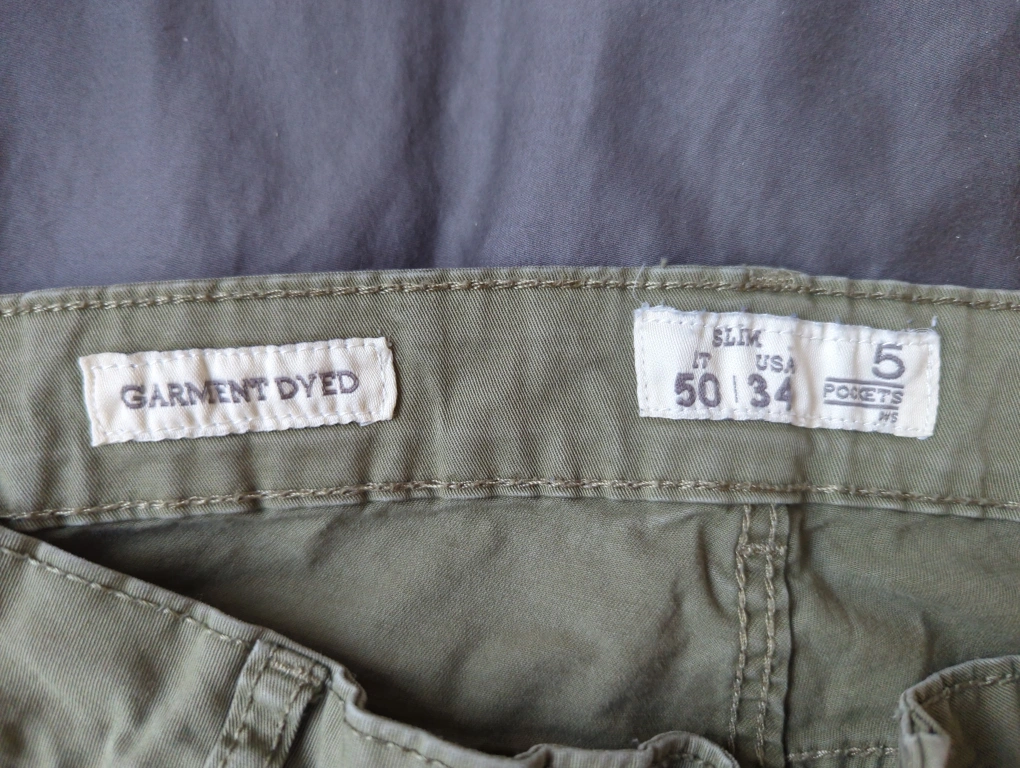 GARMENT DYED
SLIM
IT USA
50 | 34
5
POCKETS